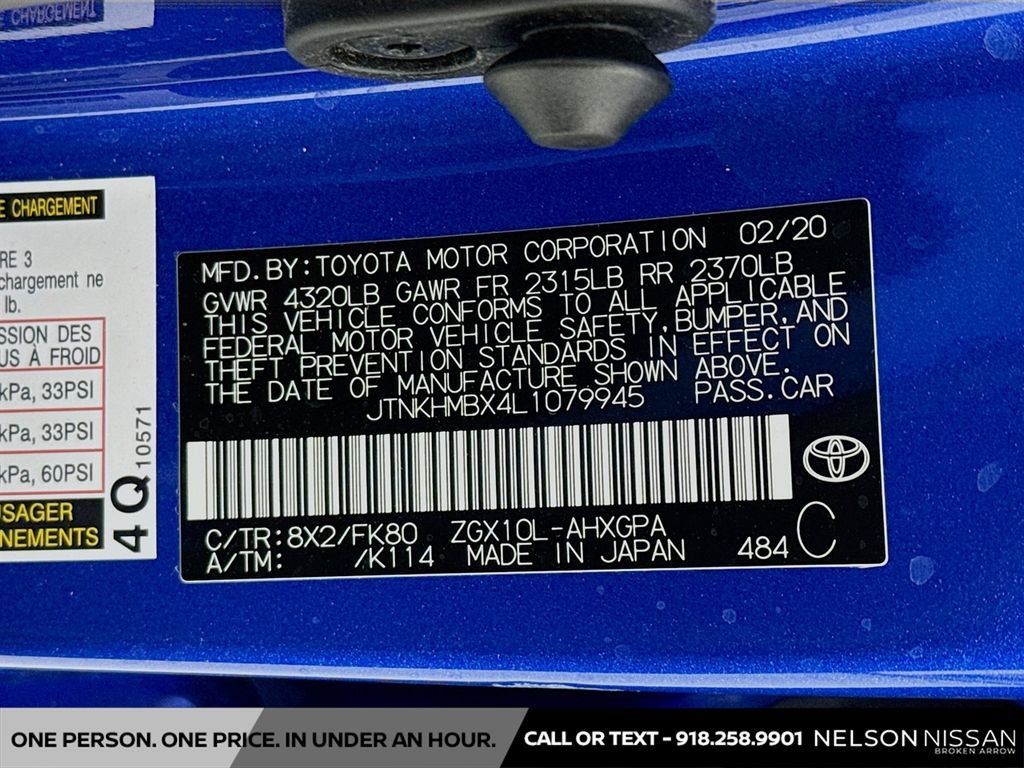 CHARGEMENT
E CHARGEMENT
RE 3
chargement ne
lb.
SSION DES
US À FROID
kPa, 33PSI
kPa, 33PSI
kPa, 60PSI
USAGER
NEMENTS
4Q 10571
MFD. BY: TOYOTA MOTOR CORPORATION 02/20
GVWR 4320LB GAWR FR 2315LB RR 2370LB
THIS VEHICLE CONFORMS TO ALL APPLICABLE
FEDERAL MOTOR VEHICLE SAFETY, BUMPER, AND
THEFT PREVENTION STANDARDS IN EFFECT ON
THE DATE OF MANUFACTURE SHOWN ABOVE.
JTNKHMBX4L1079945 PASS. CAR
C/TR: 8X2/FK80 ZGX10L-AHXGPA
A/TM: /K114 MADE IN JAPAN 484 C
ONE PERSON. ONE PRICE. IN UNDER AN HOUR. CALL OR TEXT - 918.258.9901 NELSON NISSAN
BROKEN ARROW